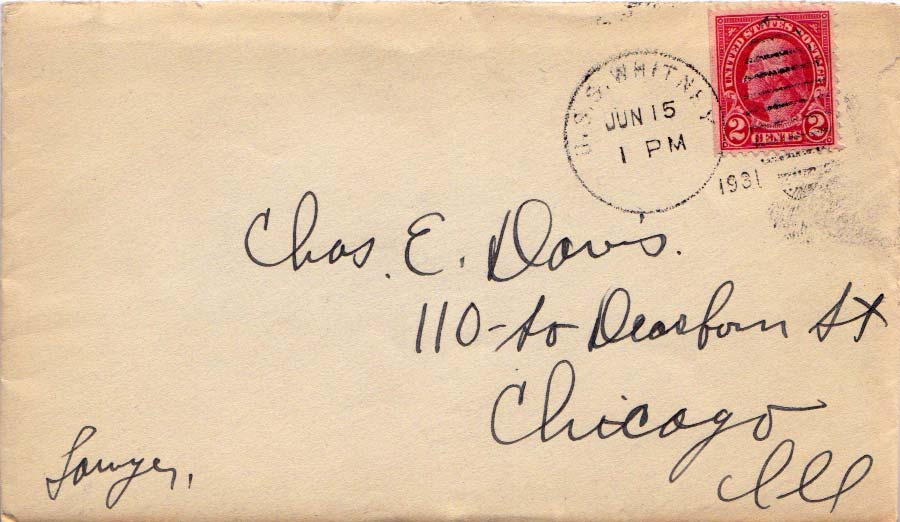 UNITED STATES POSTAGE
2 CENTS 2
U.S.S. WHITNEY
JUN 15
1 PM
1931
Chas. E. Davis.
110-So Dearborn St
Chicago
Ill
Lawyer,